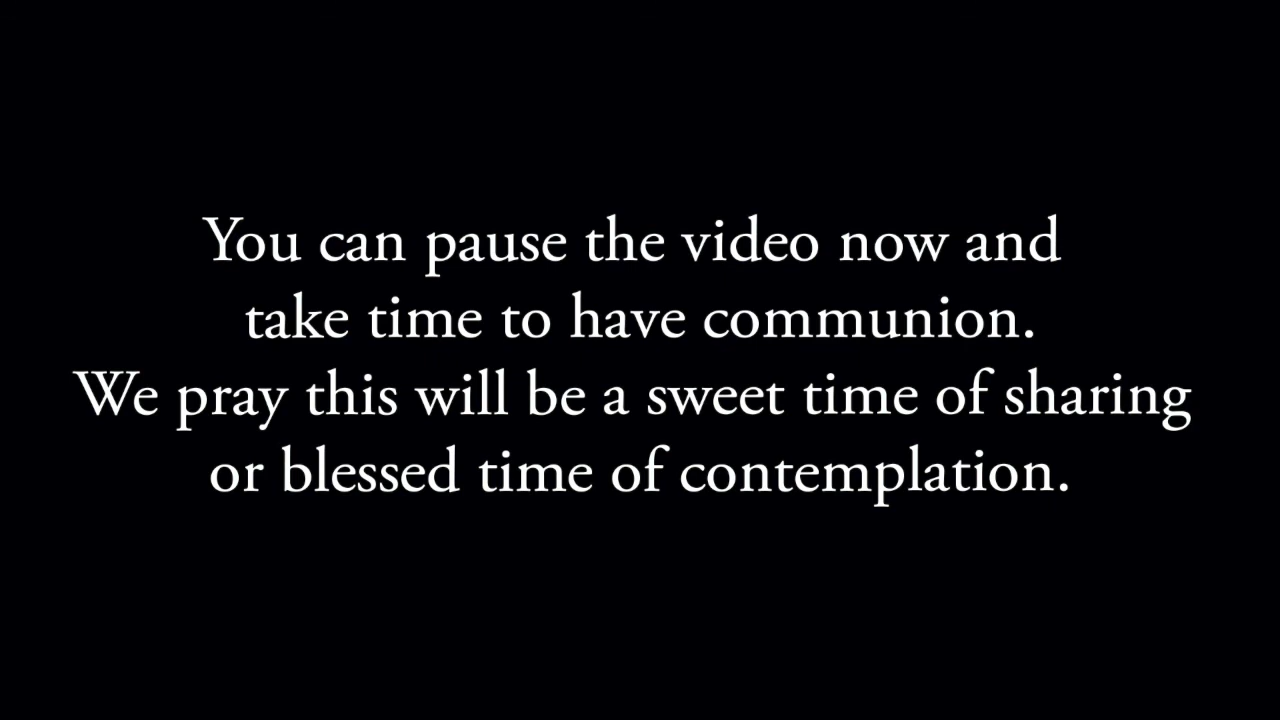 You can pause the video now and
take time to have communion.
We pray this will be a sweet time of sharing
or blessed time of contemplation.